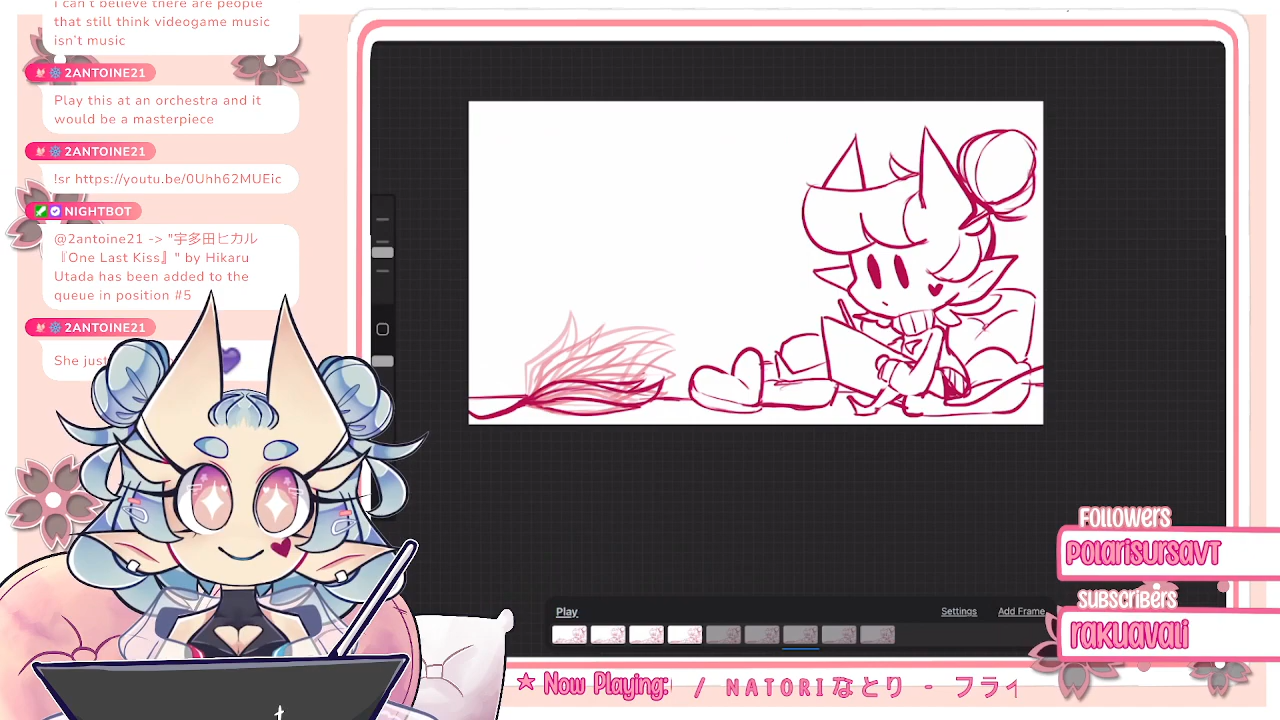 i can't believe there are people
that still think videogame music
isn't music
2ANTOINE21
Play this at an orchestra and it
would be a masterpiece
2ANTOINE21
!sr https://youtu.be/0Uhh62MUEic
NIGHTBOT
@2antoine21 -> "宇多田ヒカル
『One Last Kiss』" by Hikaru
Utada has been added to the
queue in position #5
2ANTOINE21
She just
Play
Settings
Add Frame
Followers
polarisursaVT
subscribers
rakuavali
★ Now Playing: / NATORIなとり - フライ